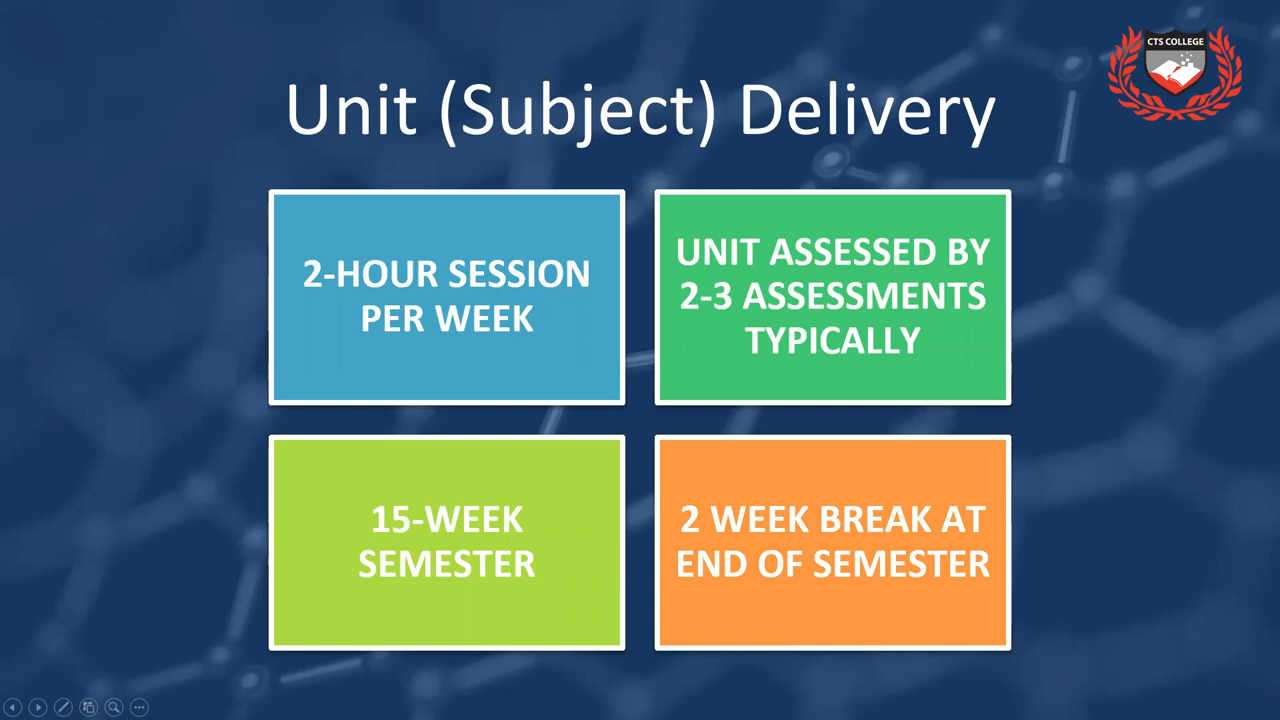 CTS COLLEGE
Unit (Subject) Delivery
2-HOUR SESSION
PER WEEK
UNIT ASSESSED BY
2-3 ASSESSMENTS
TYPICALLY
15-WEEK
SEMESTER
2 WEEK BREAK AT
END OF SEMESTER